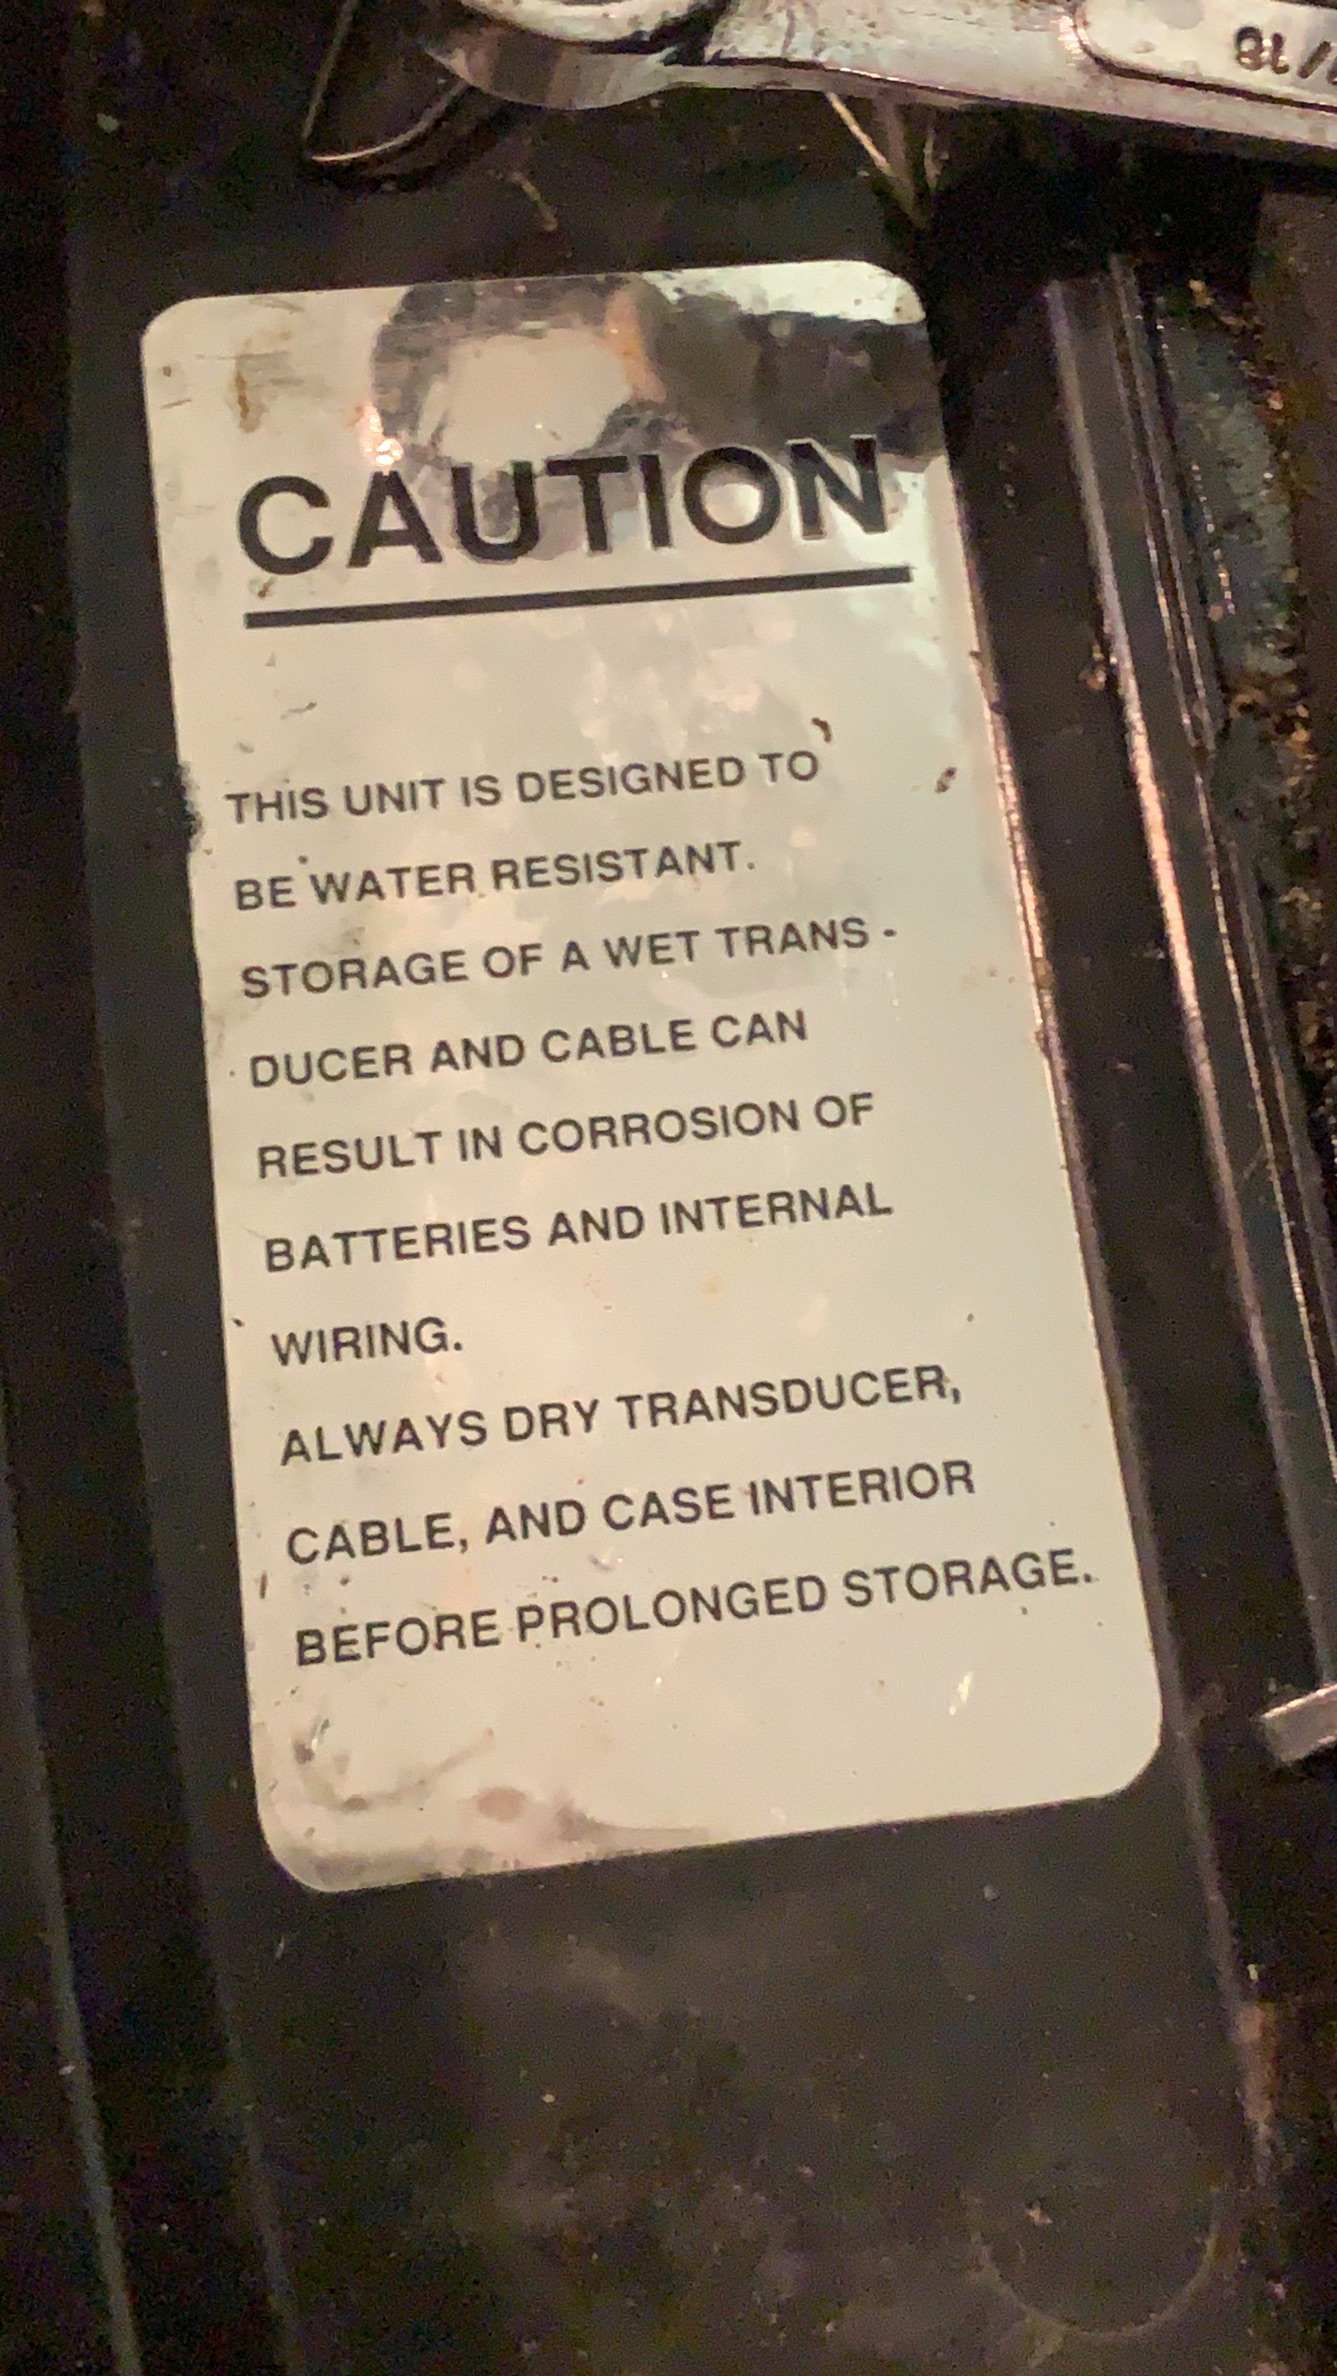 CAUTION
THIS UNIT IS DESIGNED TO
BE WATER RESISTANT.
STORAGE OF A WET TRANS -
DUCER AND CABLE CAN
RESULT IN CORROSION OF
BATTERIES AND INTERNAL
WIRING.
ALWAYS DRY TRANSDUCER,
CABLE, AND CASE INTERIOR
BEFORE PROLONGED STORAGE.